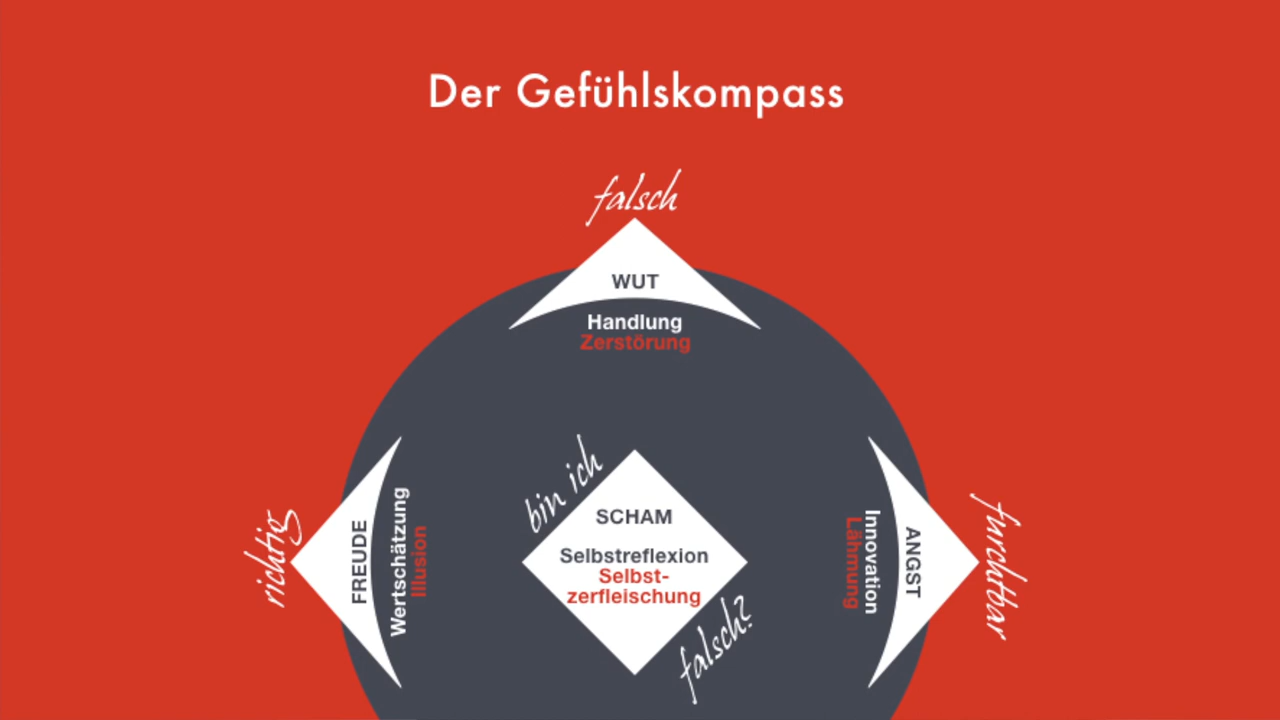 Der Gefühlskompass
falsch
WUT
Handlung
Zerstörung
richtig
FREUDE
Wertschätzung
Illusion
bin ich
SCHAM
Selbstreflexion
Selbst-
zerfleischung
falsch?
furchtbar
ANGST
Innovation
Lähmung